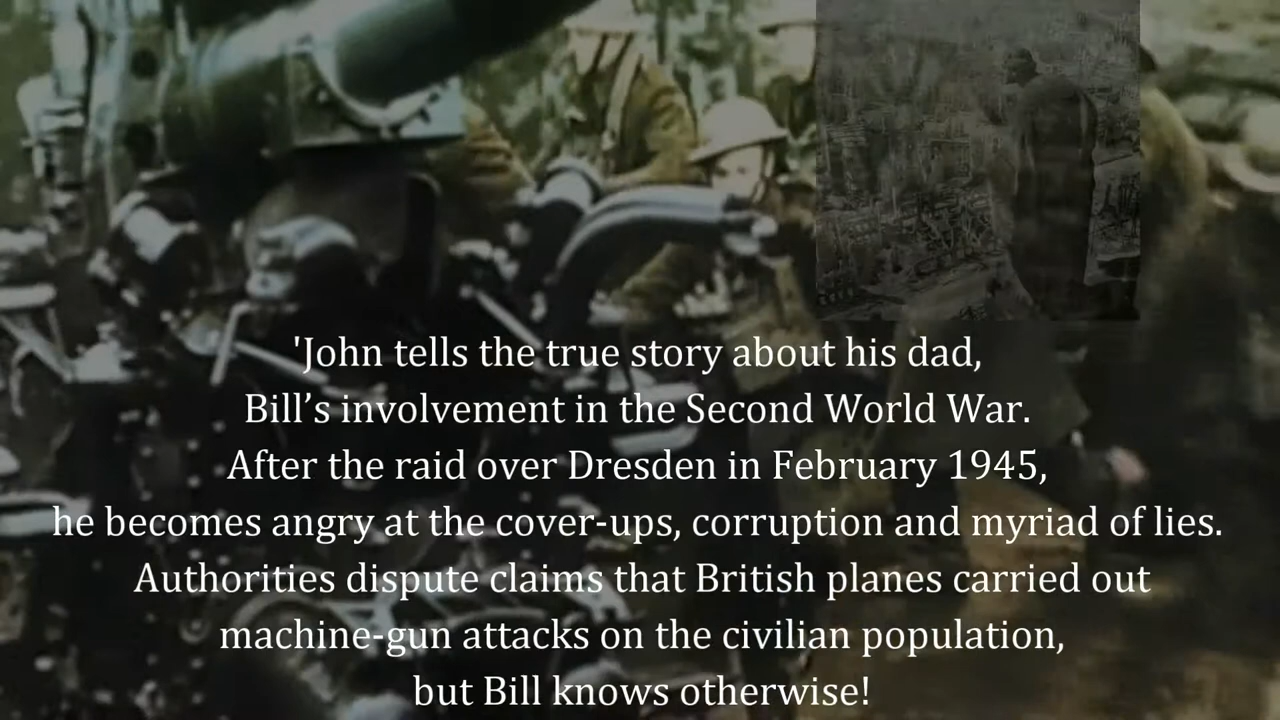 'John tells the true story about his dad,
Bill’s involvement in the Second World War.
After the raid over Dresden in February 1945,
he becomes angry at the cover-ups, corruption and myriad of lies.
Authorities dispute claims that British planes carried out
machine-gun attacks on the civilian population,
but Bill knows otherwise!